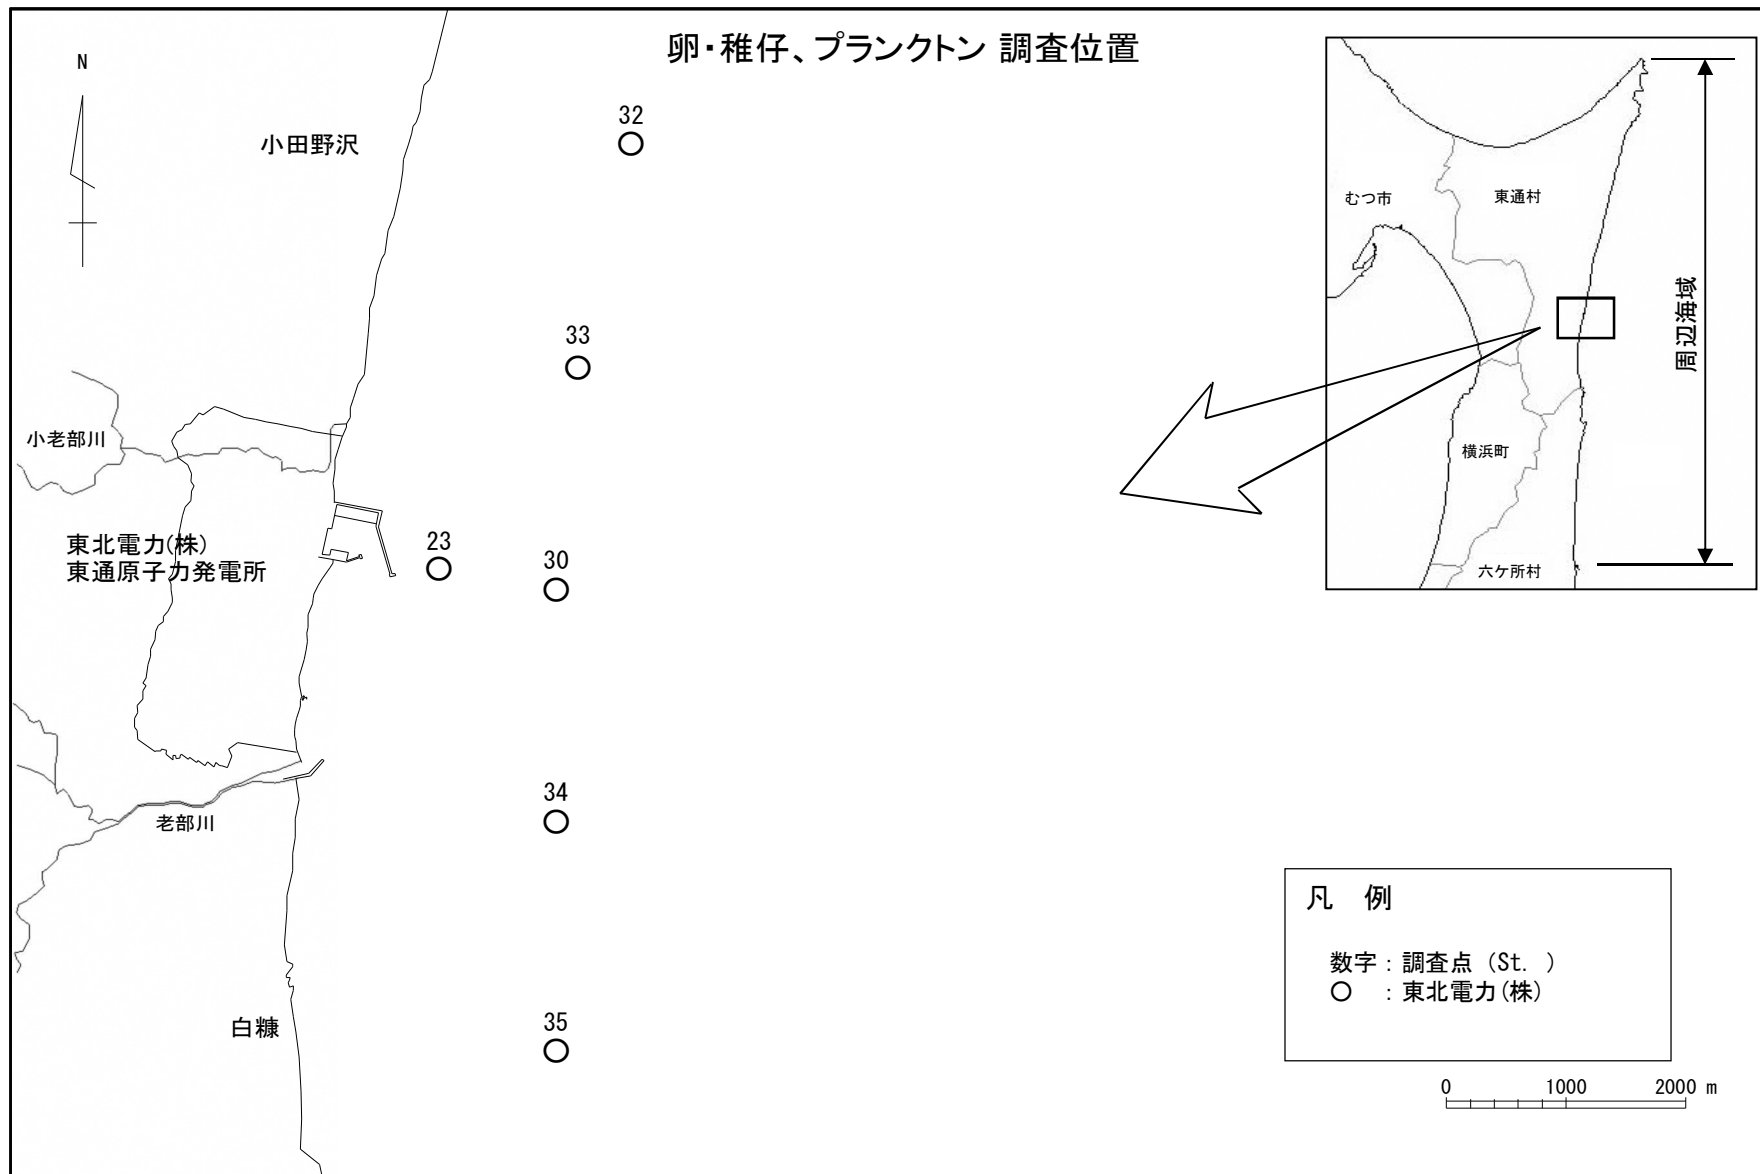 卵・稚仔、プランクトン 調査位置
N
小田野沢
32
33
小老部川
東北電力(株)
東通原子力発電所
23
30
34
老部川
35
白糠
むつ市
東通村
周辺海域
横浜町
六ケ所村
凡 例
数字 : 調査点 (St. )
○ : 東北電力(株)
0 1000 2000 m